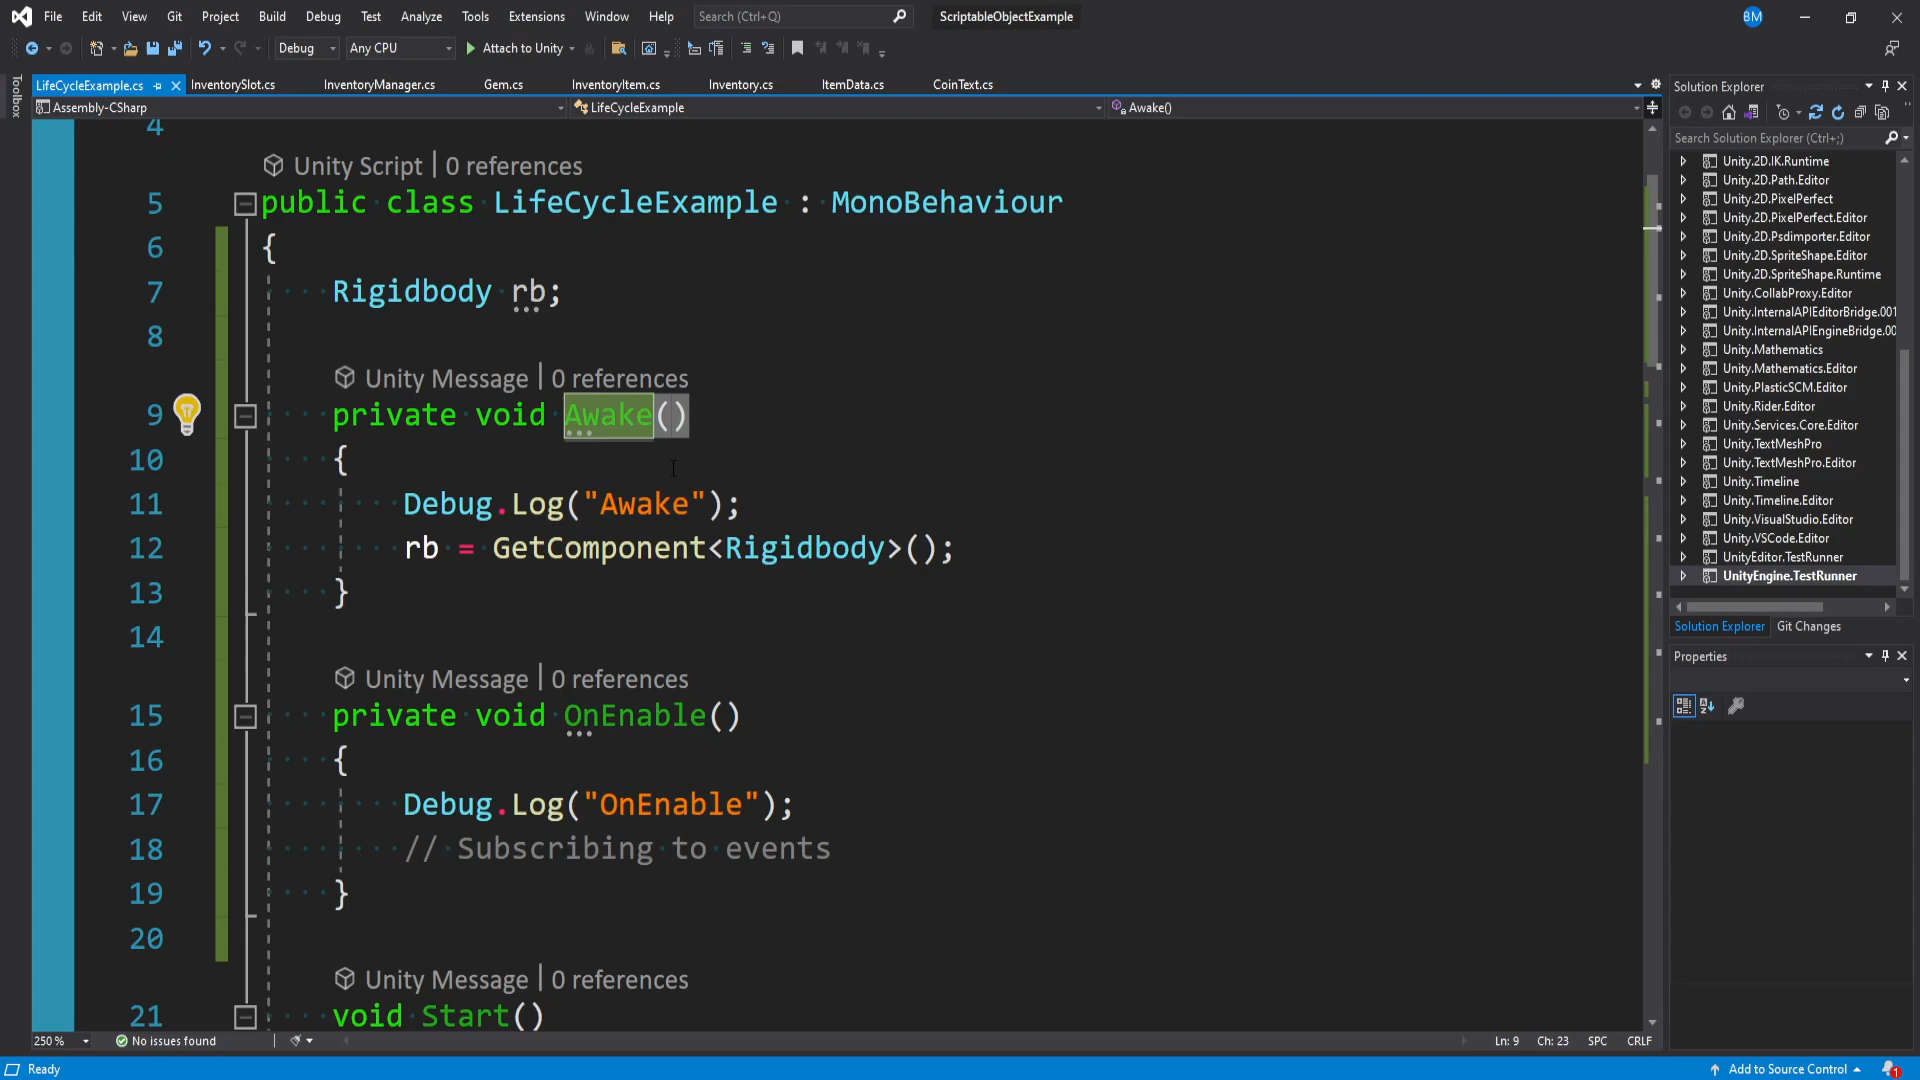 File Edit View Git Project Build Debug Test Analyze Tools Extensions Window Help Search (Ctrl+Q) ScriptableObjectExample BM
Debug Any CPU Attach to Unity
Toolbox
LifeCycleExample.cs InventorySlot.cs InventoryManager.cs Gem.cs InventoryItem.cs Inventory.cs ItemData.cs CoinText.cs
Assembly-CSharp LifeCycleExample Awake()
4
Unity Script | 0 references
5 public class LifeCycleExample : MonoBehaviour
6 {
7 Rigidbody rb;
8
Unity Message | 0 references
9 private void Awake()
10 {
11 Debug.Log("Awake");
12 rb = GetComponent<Rigidbody>();
13 }
14
Unity Message | 0 references
15 private void OnEnable()
16 {
17 Debug.Log("OnEnable");
18 // Subscribing to events
19 }
20
Unity Message | 0 references
21 void Start()
250 % No issues found Ln: 9 Ch: 23 SPC CRLF
Solution Explorer
Search Solution Explorer (Ctrl+;)
Unity.2D.IK.Runtime
Unity.2D.Path.Editor
Unity.2D.PixelPerfect
Unity.2D.PixelPerfect.Editor
Unity.2D.Psdimporter.Editor
Unity.2D.SpriteShape.Editor
Unity.2D.SpriteShape.Runtime
Unity.CollabProxy.Editor
Unity.InternalAPIEditorBridge.001
Unity.InternalAPIEngineBridge.00
Unity.Mathematics
Unity.Mathematics.Editor
Unity.PlasticSCM.Editor
Unity.Rider.Editor
Unity.Services.Core.Editor
Unity.TextMeshPro
Unity.TextMeshPro.Editor
Unity.Timeline
Unity.Timeline.Editor
Unity.VisualStudio.Editor
Unity.VSCode.Editor
UnityEditor.TestRunner
UnityEngine.TestRunner
Solution Explorer Git Changes
Properties
Ready Add to Source Control 1